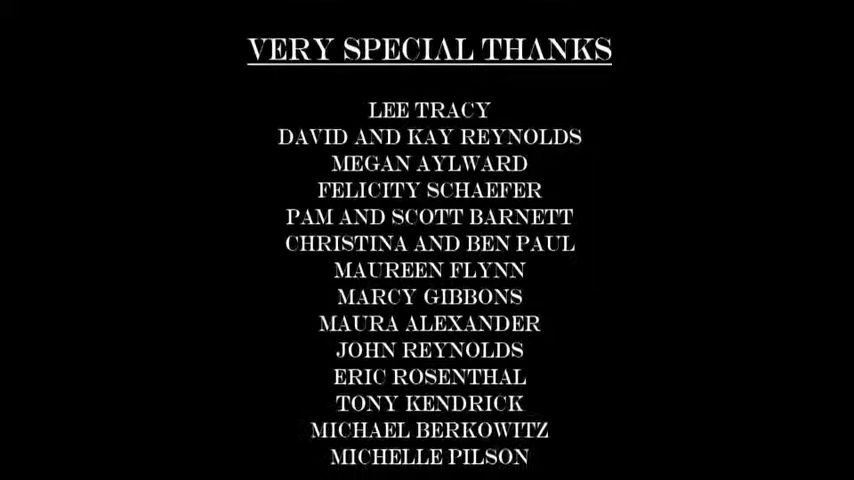 VERY SPECIAL THANKS
LEE TRACY
DAVID AND KAY REYNOLDS
MEGAN AYLWARD
FELICITY SCHAEFER
PAM AND SCOTT BARNETT
CHRISTINA AND BEN PAUL
MAUREEN FLYNN
MARCY GIBBONS
MAURA ALEXANDER
JOHN REYNOLDS
ERIC ROSENTHAL
TONY KENDRICK
MICHAEL BERKOWITZ
MICHELLE PILSON